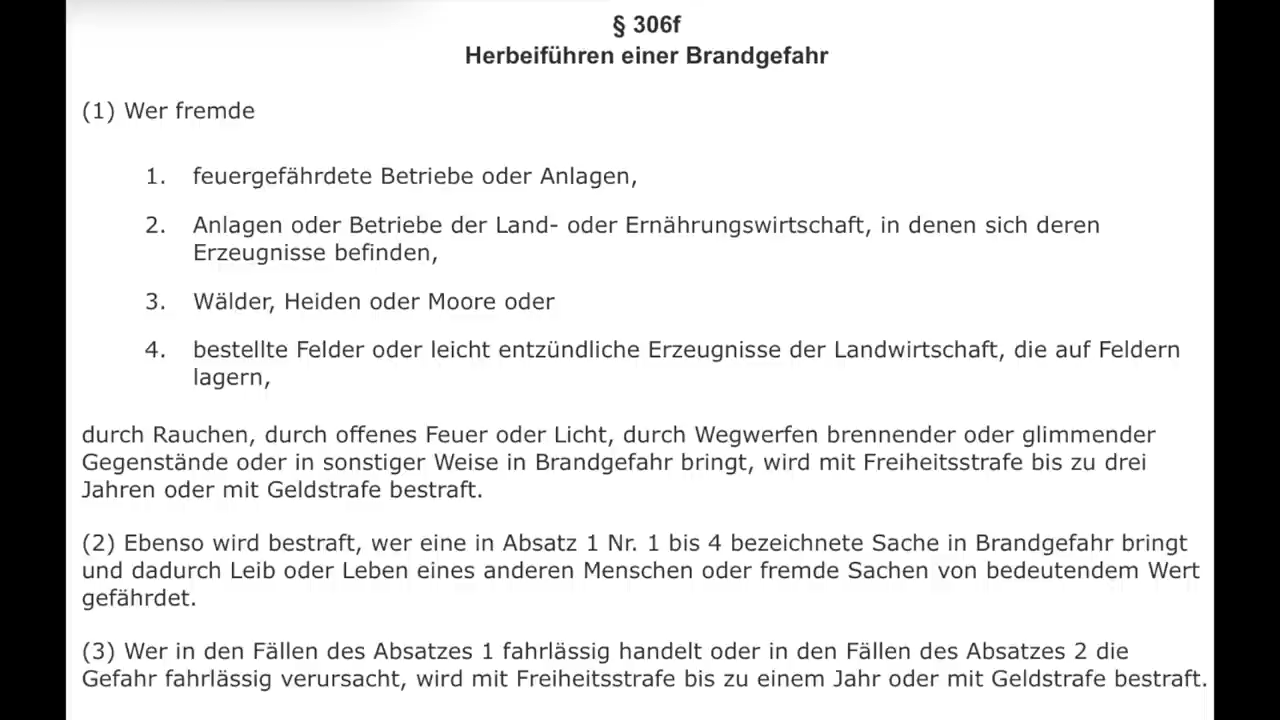 § 306f
Herbeiführen einer Brandgefahr
(1) Wer fremde
1. feuergefährdete Betriebe oder Anlagen,
2. Anlagen oder Betriebe der Land- oder Ernährungswirtschaft, in denen sich deren
Erzeugnisse befinden,
3. Wälder, Heiden oder Moore oder
4. bestellte Felder oder leicht entzündliche Erzeugnisse der Landwirtschaft, die auf Feldern
lagern,
durch Rauchen, durch offenes Feuer oder Licht, durch Wegwerfen brennender oder glimmender
Gegenstände oder in sonstiger Weise in Brandgefahr bringt, wird mit Freiheitsstrafe bis zu drei
Jahren oder mit Geldstrafe bestraft.
(2) Ebenso wird bestraft, wer eine in Absatz 1 Nr. 1 bis 4 bezeichnete Sache in Brandgefahr bringt
und dadurch Leib oder Leben eines anderen Menschen oder fremde Sachen von bedeutendem Wert
gefährdet.
(3) Wer in den Fällen des Absatzes 1 fahrlässig handelt oder in den Fällen des Absatzes 2 die
Gefahr fahrlässig verursacht, wird mit Freiheitsstrafe bis zu einem Jahr oder mit Geldstrafe bestraft.